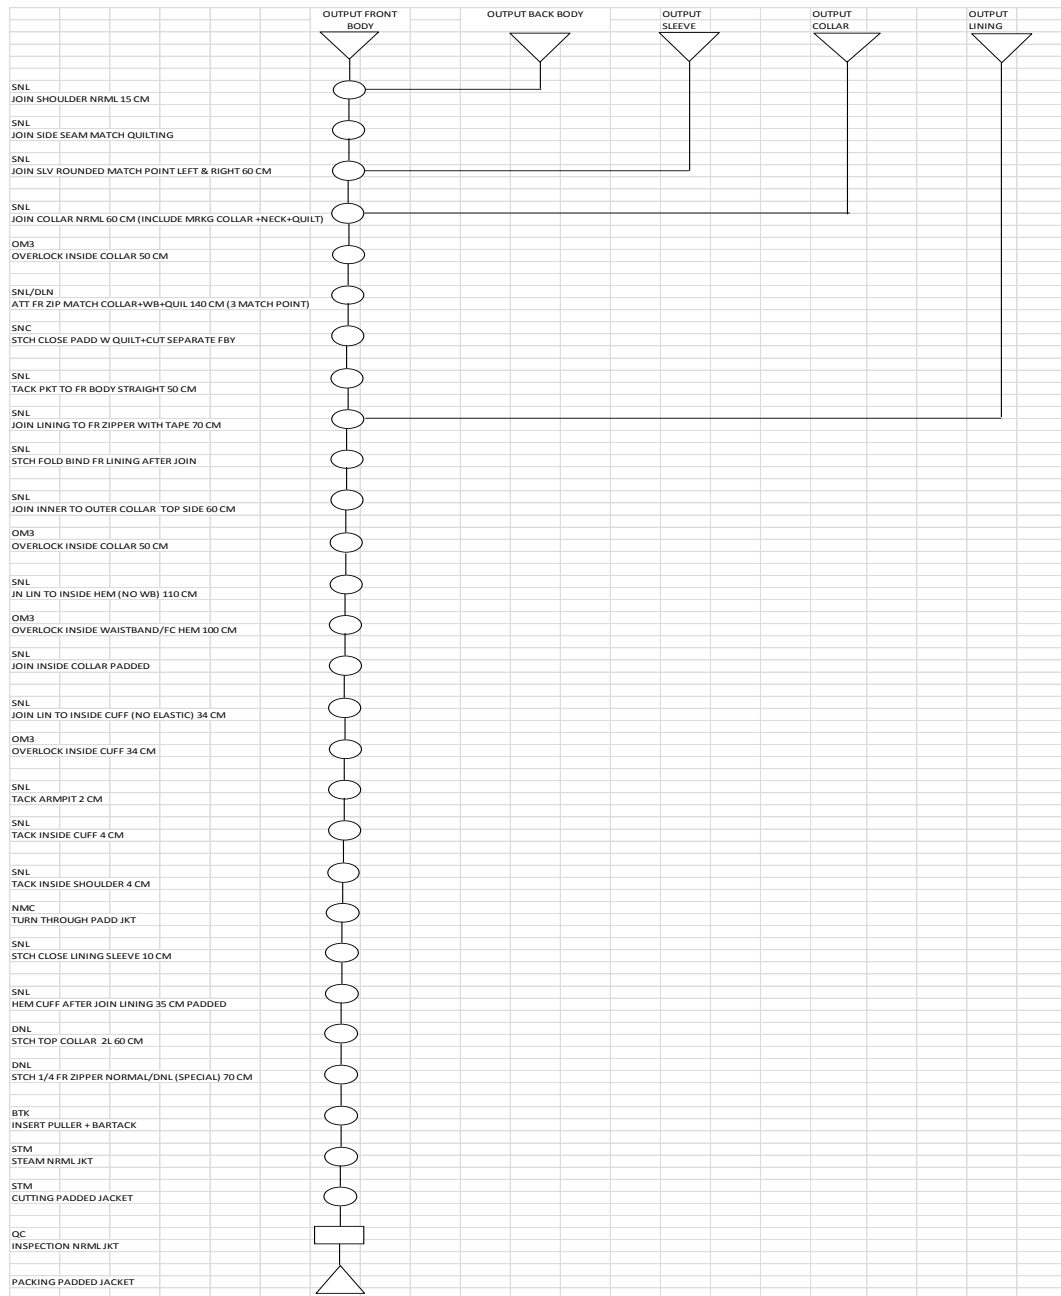 OUTPUT FRONT
BODY
OUTPUT BACK BODY
OUTPUT
SLEEVE
OUTPUT
COLLAR
OUTPUT
LINING
SNL
JOIN SHOULDER NRML 15 CM
SNL
JOIN SIDE SEAM MATCH QUILTING
SNL
JOIN SLV ROUNDED MATCH POINT LEFT & RIGHT 60 CM
SNL
JOIN COLLAR NRML 60 CM (INCLUDE MRKG COLLAR +NECK+QUILT)
OM3
OVERLOCK INSIDE COLLAR 50 CM
SNL/DLN
ATT FR ZIP MATCH COLLAR+WB+QUIL 140 CM (3 MATCH POINT)
SNC
STCH CLOSE PADD W QUILT+CUT SEPARATE FBY
SNL
TACK PKT TO FR BODY STRAIGHT 50 CM
SNL
JOIN LINING TO FR ZIPPER WITH TAPE 70 CM
SNL
STCH FOLD BIND FR LINING AFTER JOIN
SNL
JOIN INNER TO OUTER COLLAR TOP SIDE 60 CM
OM3
OVERLOCK INSIDE COLLAR 50 CM
SNL
JN LIN TO INSIDE HEM (NO WB) 110 CM
OM3
OVERLOCK INSIDE WAISTBAND/FC HEM 100 CM
SNL
JOIN INSIDE COLLAR PADDED
SNL
JOIN LIN TO INSIDE CUFF (NO ELASTIC) 34 CM
OM3
OVERLOCK INSIDE CUFF 34 CM
SNL
TACK ARMPIT 2 CM
SNL
TACK INSIDE CUFF 4 CM
SNL
TACK INSIDE SHOULDER 4 CM
NMC
TURN THROUGH PADD JKT
SNL
STCH CLOSE LINING SLEEVE 10 CM
SNL
HEM CUFF AFTER JOIN LINING 35 CM PADDED
DNL
STCH TOP COLLAR 2L 60 CM
DNL
STCH 1/4 FR ZIPPER NORMAL/DNL (SPECIAL) 70 CM
BTK
INSERT PULLER + BARTACK
STM
STEAM NRML JKT
STM
CUTTING PADDED JACKET
QC
INSPECTION NRML JKT
PACKING PADDED JACKET